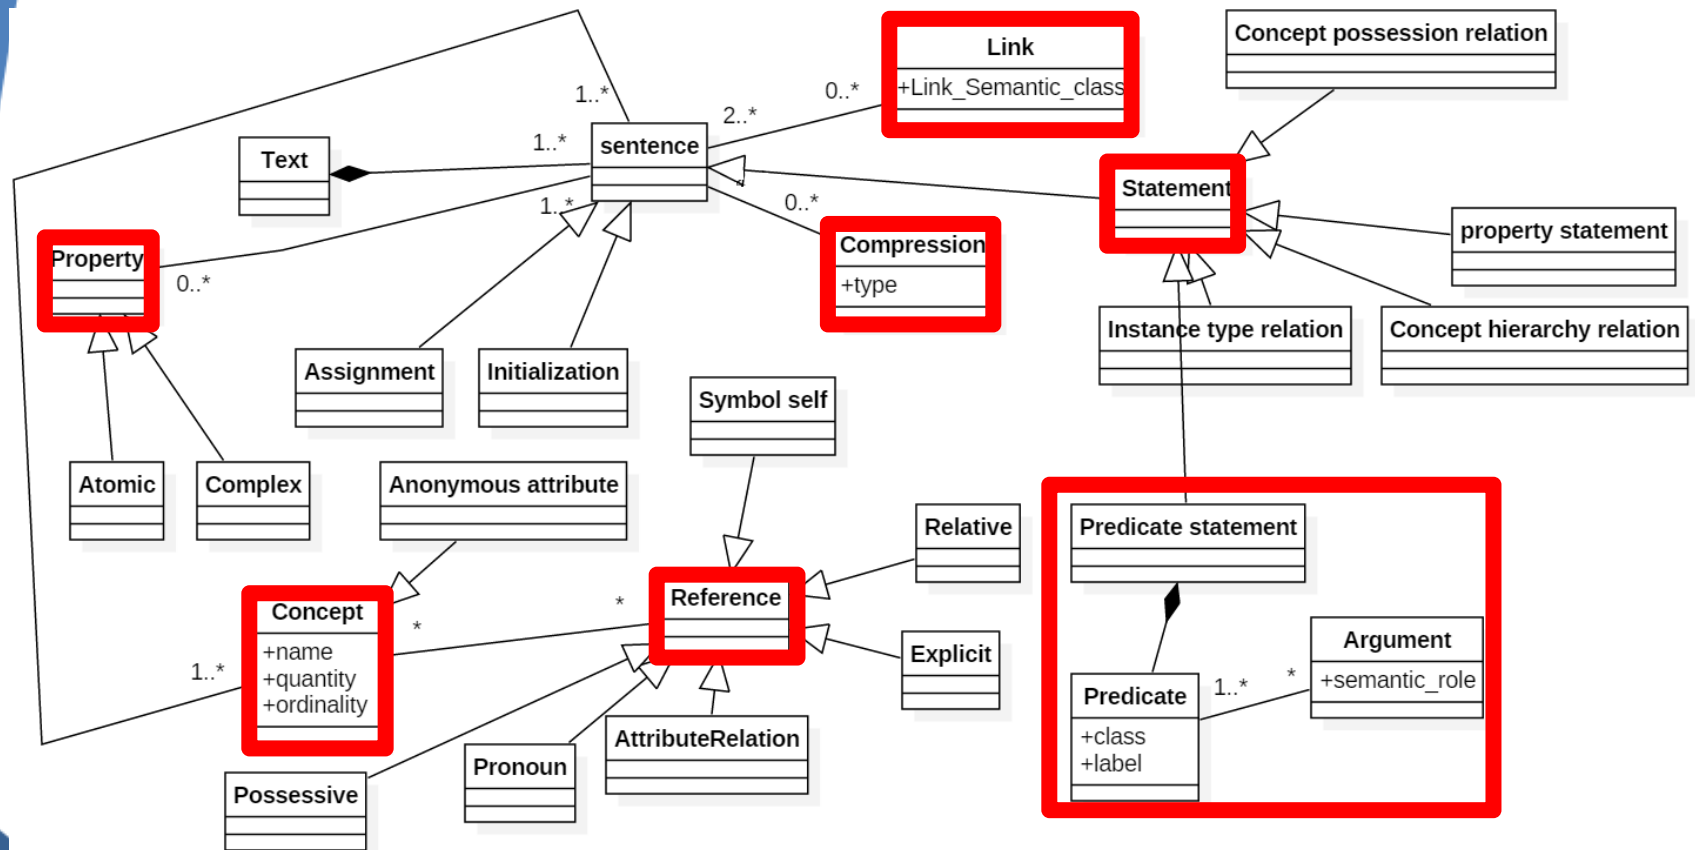 Concept possession relation
Link
+Link_Semantic_class
0..*
1..*
2..*
1..*
sentence
Text
Statement
1..*
0..*
*
property statement
Compression
+type
Property
0..*
Instance type relation
Concept hierarchy relation
Assignment
Initialization
Symbol self
Atomic
Complex
Anonymous attribute
Relative
Predicate statement
Reference
*
Concept
+name
+quantity
+ordinality
*
1..*
Explicit
Argument
+semantic_role
Predicate
+class
+label
1..*
*
AttributeRelation
Pronoun
Possessive